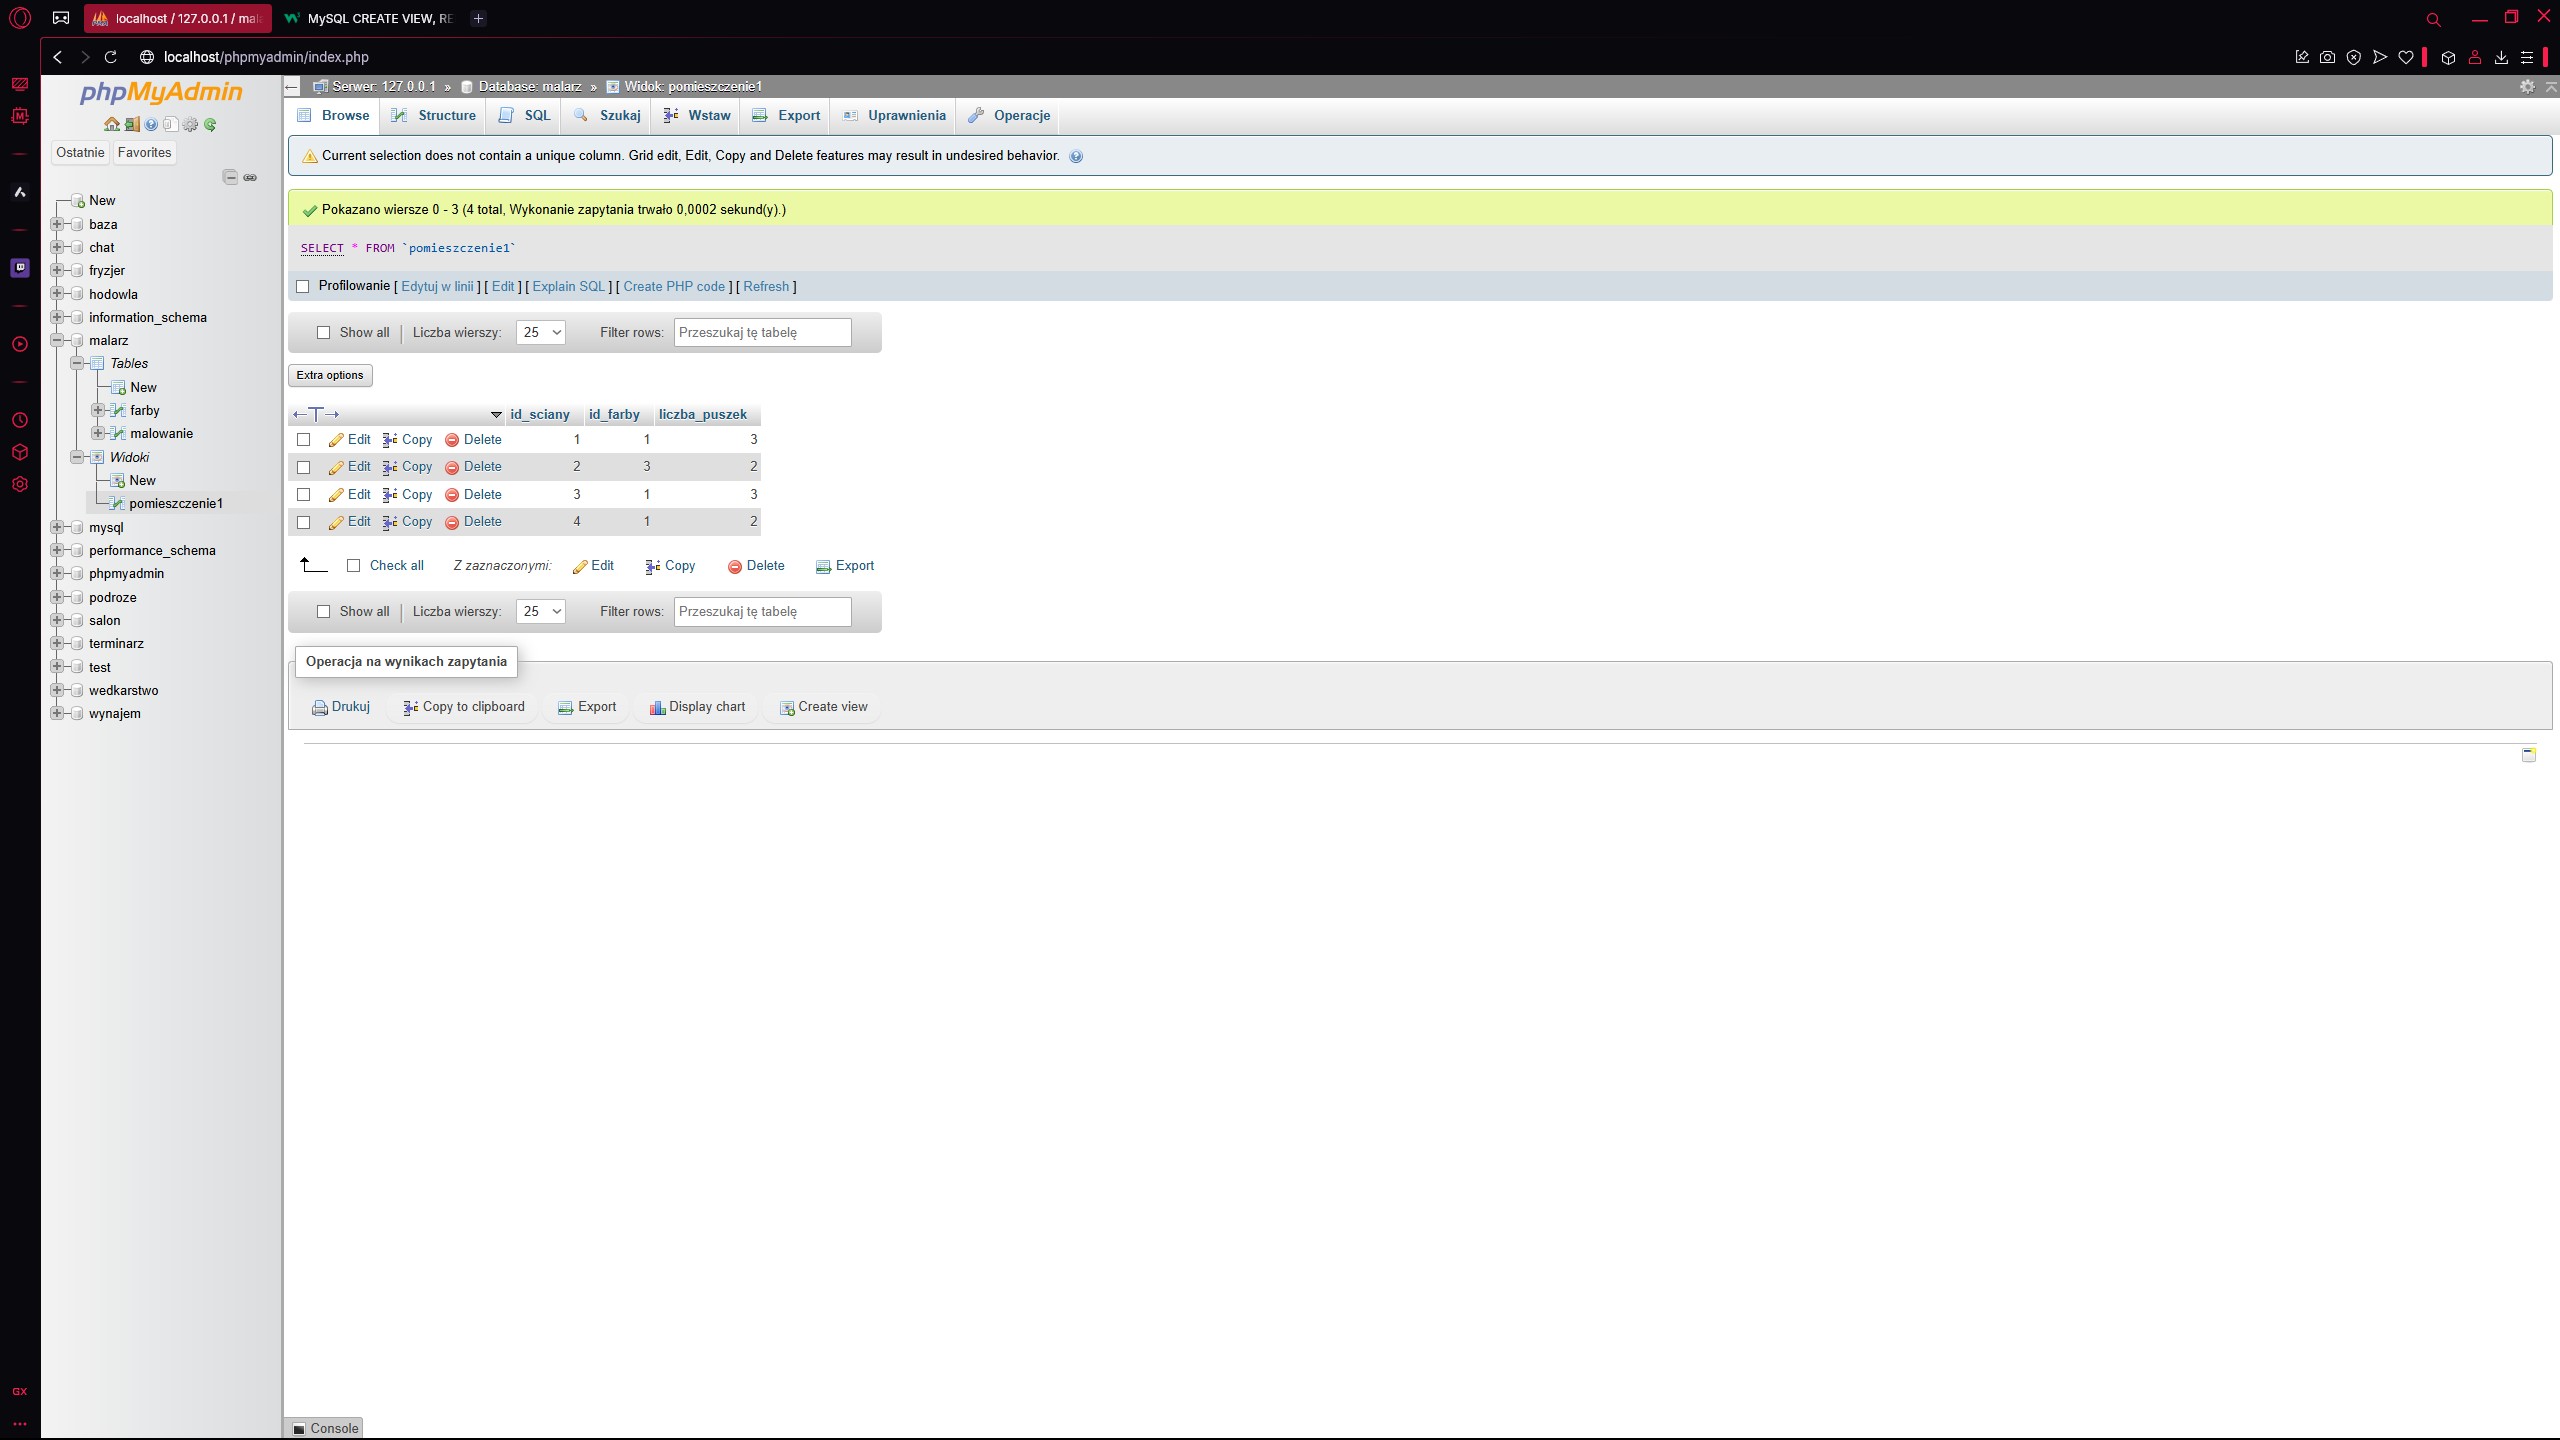 localhost / 127.0.0.1 / mal
MySQL CREATE VIEW, RE
localhost/phpmyadmin/index.php
phpMyAdmin
Ostatnie Favorites
New
baza
chat
fryzjer
hodowla
information_schema
malarz
Tables
New
farby
malowanie
Widoki
New
pomieszczenie1
mysql
performance_schema
phpmyadmin
podroze
salon
terminarz
test
wedkarstwo
wynajem
Serwer: 127.0.0.1 » Database: malarz » Widok: pomieszczenie1
Browse Structure SQL Szukaj Wstaw Export Uprawnienia Operacje
Current selection does not contain a unique column. Grid edit, Edit, Copy and Delete features may result in undesired behavior.
Pokazano wiersze 0 - 3 (4 total, Wykonanie zapytania trwało 0,0002 sekund(y).)
SELECT * FROM `pomieszczenie1`
Profilowanie [ Edytuj w linii ] [ Edit ] [ Explain SQL ] [ Create PHP code ] [ Refresh ]
Show all | Liczba wierszy: 25 Filter rows: Przeszukaj tę tabelę
Extra options
←T→ id_sciany id_farby liczba_puszek
Edit Copy Delete 1 1 3
Edit Copy Delete 2 3 2
Edit Copy Delete 3 1 3
Edit Copy Delete 4 1 2
Check all Z zaznaczonymi: Edit Copy Delete Export
Show all | Liczba wierszy: 25 Filter rows: Przeszukaj tę tabelę
Operacja na wynikach zapytania
Drukuj Copy to clipboard Export Display chart Create view
GX
Console